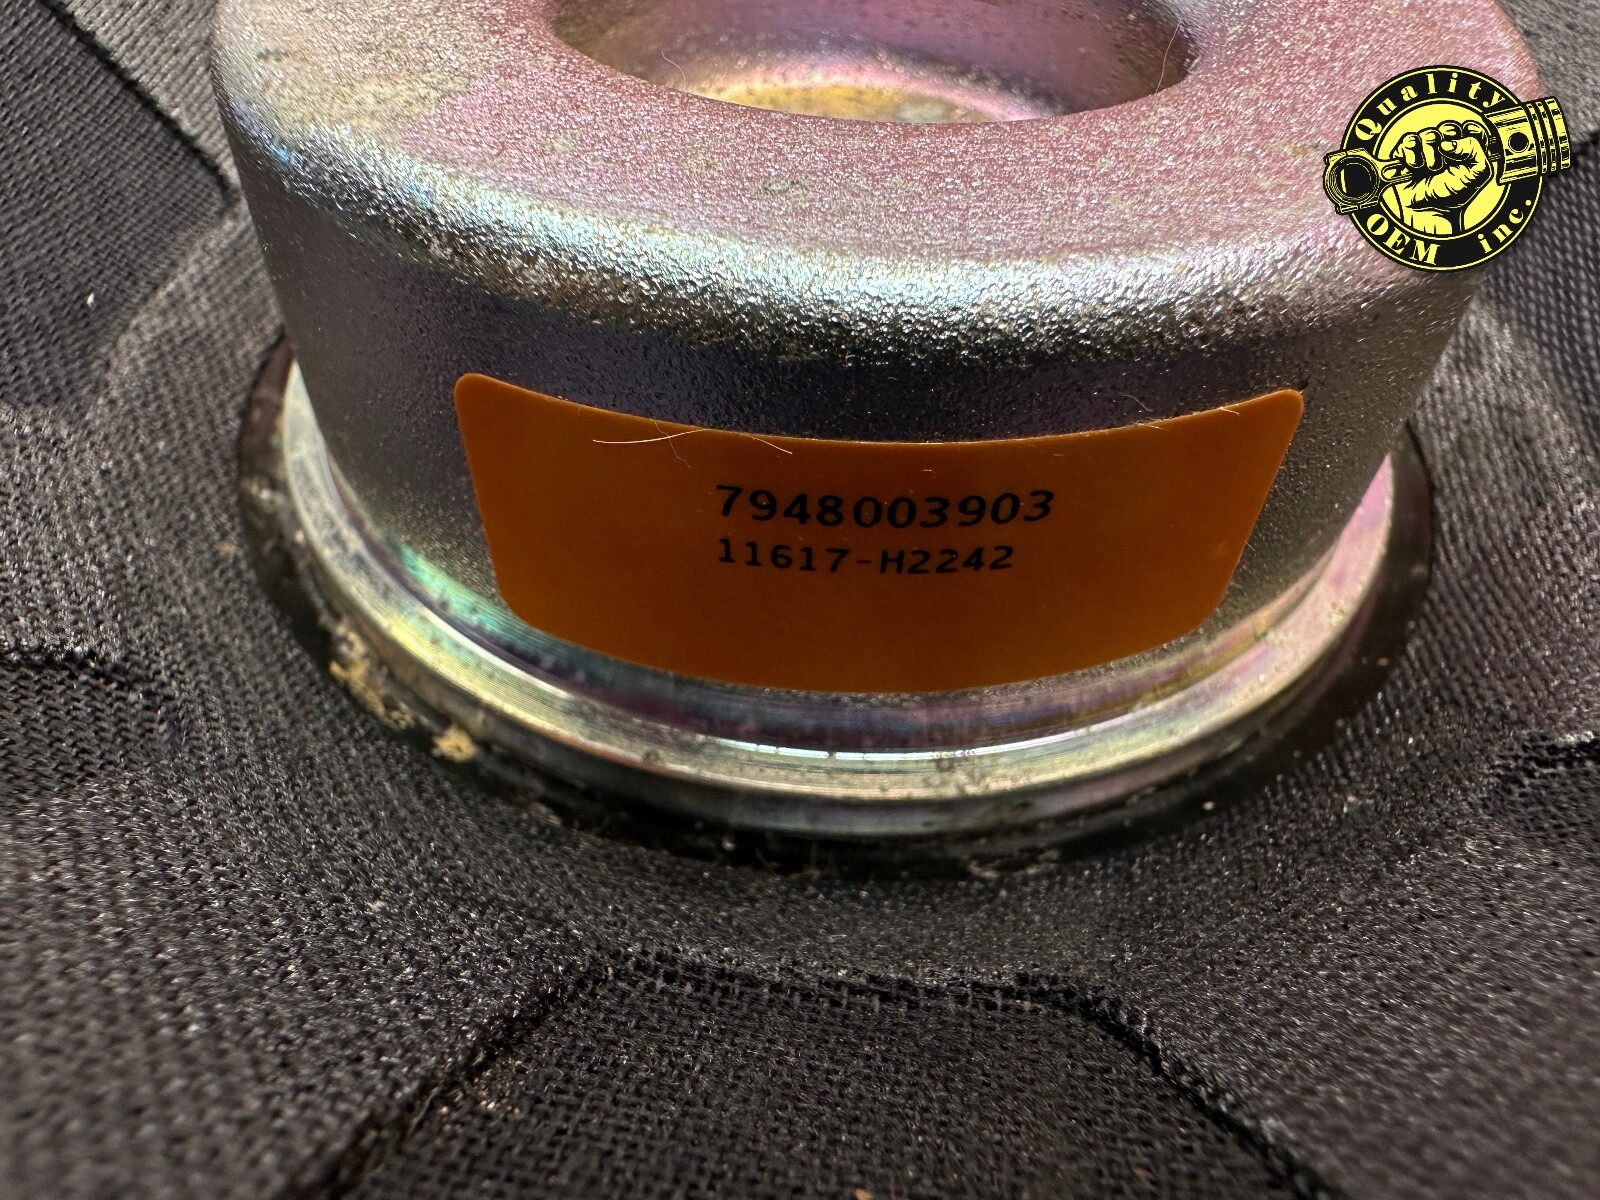 Quality
OEM inc.
7948003903
11617-H2242